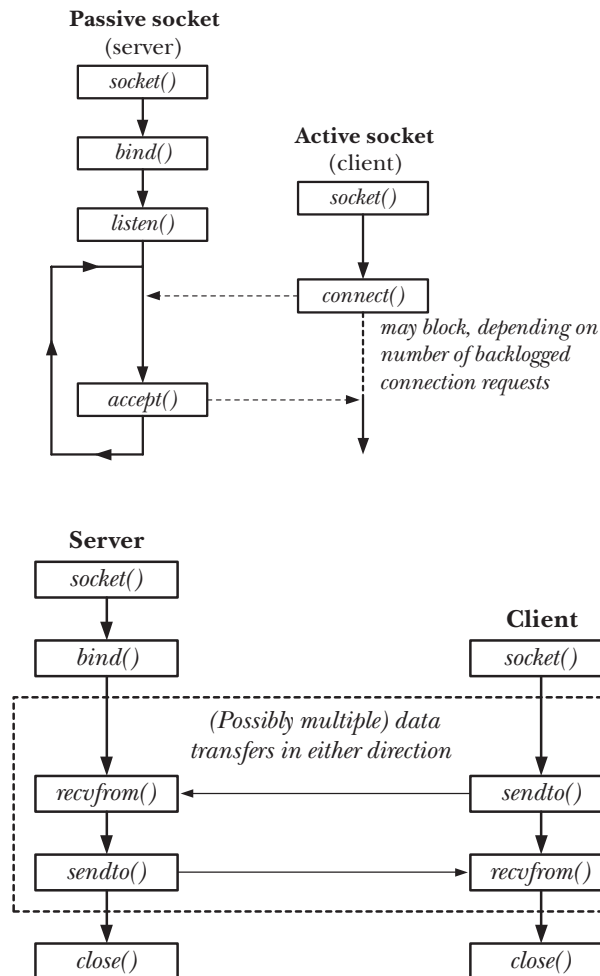 Passive socket
(server)
socket()
bind()
Active socket
(client)
listen()
socket()
connect()
may block, depending on
number of backlogged
connection requests
accept()
Server
socket()
Client
bind()
socket()
(Possibly multiple) data
transfers in either direction
recvfrom()
sendto()
sendto()
recvfrom()
close()
close()